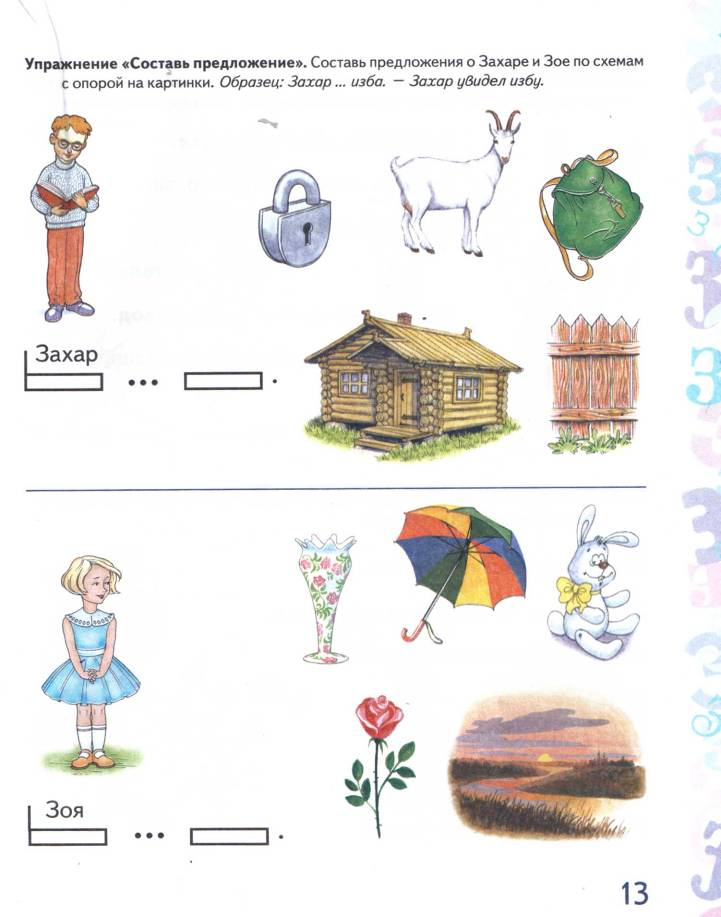 Упражнение «Составь предложение». Составь предложения о Захаре и Зое по схемам
с опорой на картинки. Образец: Захар ... изба. — Захар увидел избу.
Захар
... .
Зоя
... .
13